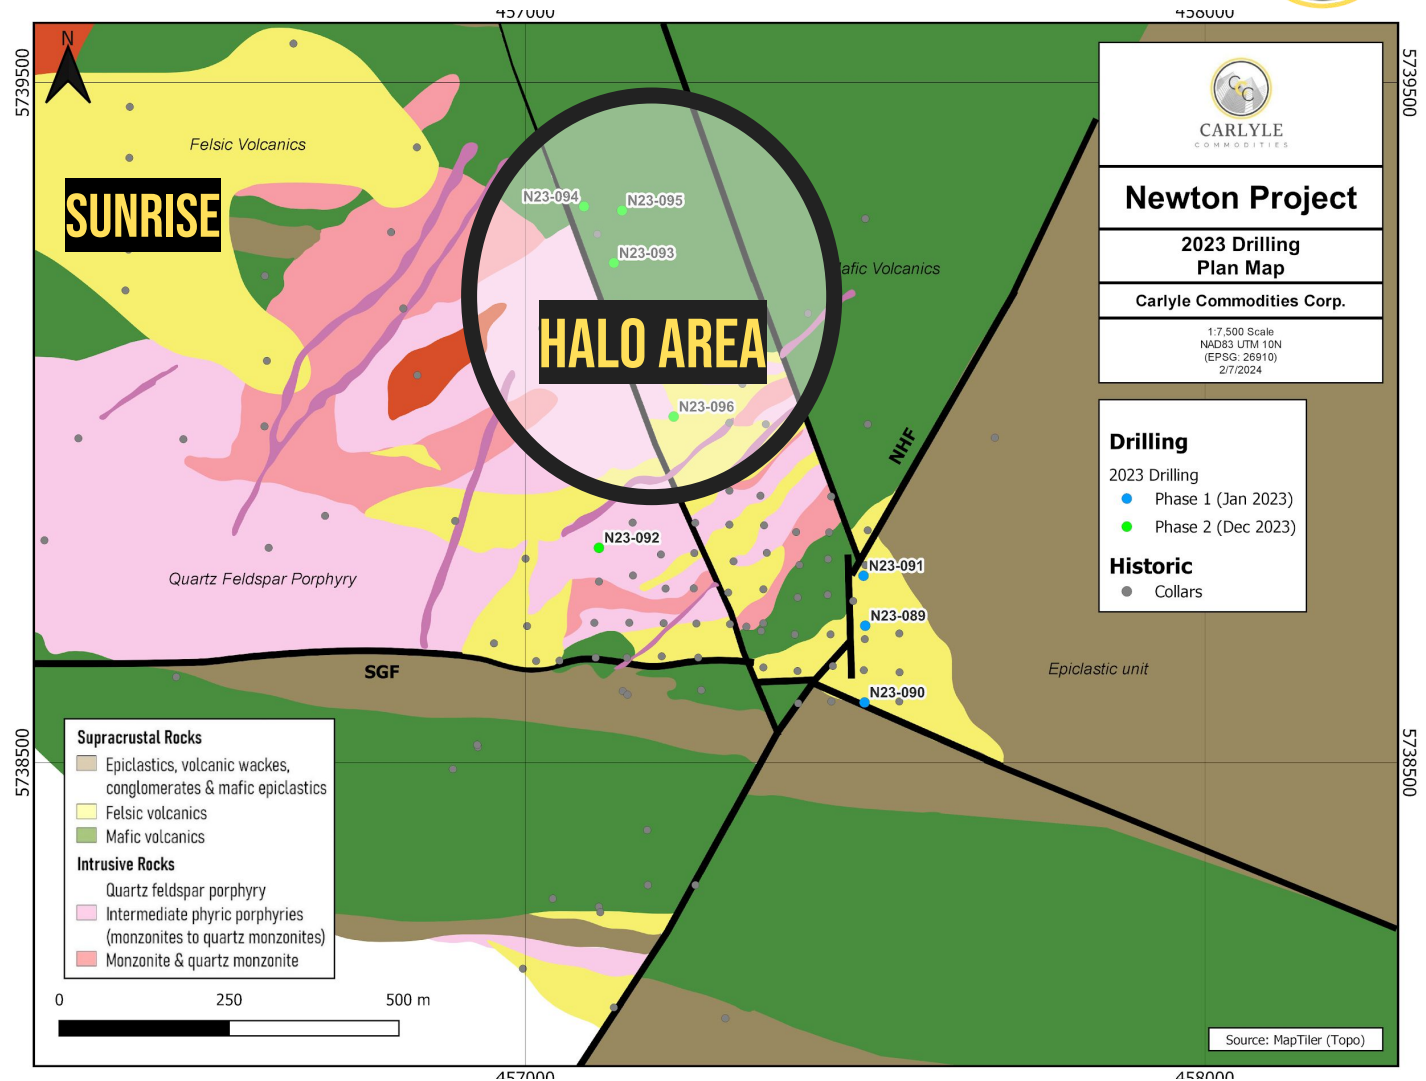 457000
458000
N
5739500
5739500
Felsic Volcanics
SUNRISE
N23-094
N23-095
N23-093
afic Volcanics
HALO AREA
N23-096
NHF
N23-092
N23-091
N23-089
N23-090
Quartz Feldspar Porphyry
SGF
Epiclastic unit
5738500
5738500
CCC
CARLYLE
COMMODITIES
Newton Project
2023 Drilling
Plan Map
Carlyle Commodities Corp.
1:7,500 Scale
NAD83 UTM 10N
(EPSG: 26910)
2/7/2024
Drilling
2023 Drilling
Phase 1 (Jan 2023)
Phase 2 (Dec 2023)
Historic
Collars
Supracrustal Rocks
Epiclastics, volcanic wackes,
conglomerates & mafic epiclastics
Felsic volcanics
Mafic volcanics
Intrusive Rocks
Quartz feldspar porphyry
Intermediate phyric porphyries
(monzonites to quartz monzonites)
Monzonite & quartz monzonite
0 250 500 m
Source: MapTiler (Topo)
457000
458000